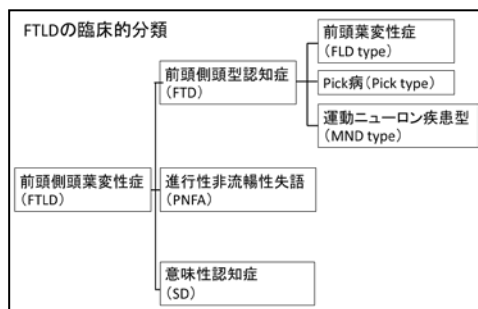 FTLDの臨床的分類
前頭葉変性症
(FLD type)
前頭側頭型認知症
(FTD)
Pick病(Pick type)
運動ニューロン疾患型
(MND type)
前頭側頭葉変性症
(FTLD)
進行性非流暢性失語
(PNFA)
意味性認知症
(SD)